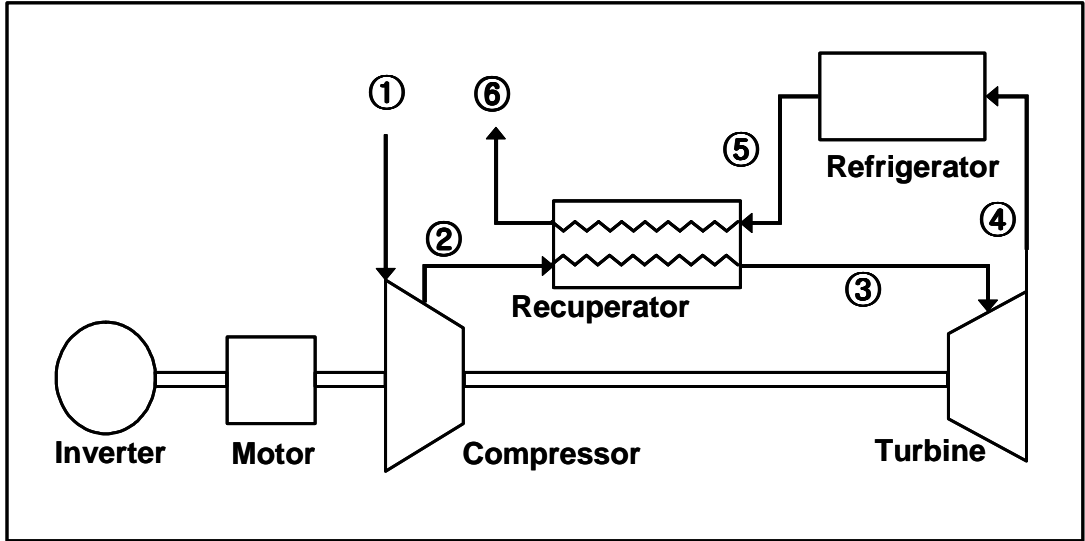 ① ⑥
⑤ Refrigerator
② ④
③
Recuperator
Inverter Motor Compressor Turbine